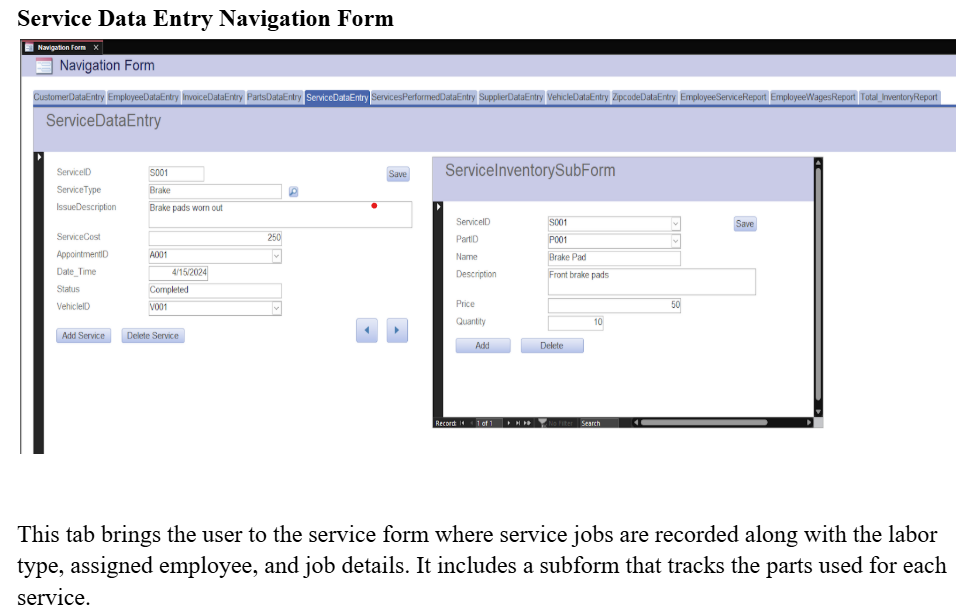 Service Data Entry Navigation Form
Navigation Form X
Navigation Form
CustomerDataEntry EmployeeDataEntry InvoiceDataEntry PartsDataEntry ServiceDataEntry ServicesPerformedDataEntry SupplierDataEntry VehicleDataEntry ZipcodeDataEntry EmployeeServiceReport EmployeeWagesReport Total_InventoryReport
ServiceDataEntry
ServiceID S001 Save
ServiceType Brake
IssueDescription Brake pads worn out
ServiceCost 250
AppointmentID A001
Date_Time 4/15/2024
Status Completed
VehicleID V001
Add Service Delete Service
ServiceInventorySubForm
ServiceID S001 Save
PartID P001
Name Brake Pad
Description Front brake pads
Price 50
Quantity 10
Add Delete
Record: 1 of 1 No Filter Search
This tab brings the user to the service form where service jobs are recorded along with the labor
type, assigned employee, and job details. It includes a subform that tracks the parts used for each
service.